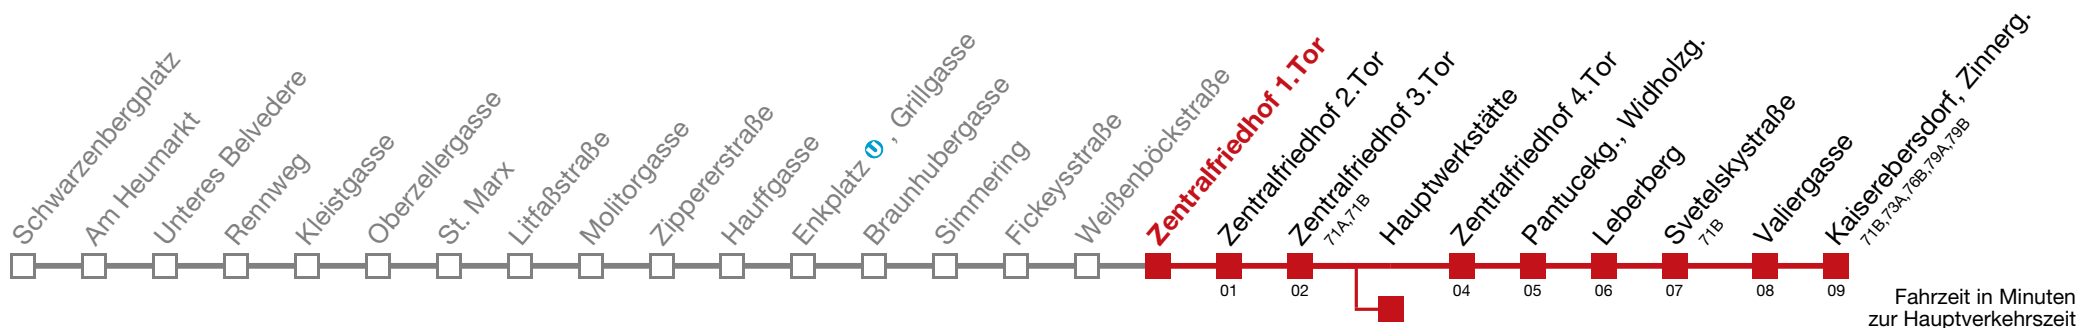 Schwarzenbergplatz
Am Heumarkt
Unteres Belvedere
Rennweg
Kleistgasse
Oberzellergasse
St. Marx
Litfaßstraße
Molitorgasse
Zippererstraße
Hauffgasse
Enkplatz U , Grillgasse
Braunhubergasse
Simmering
Fickeysstraße
Weißenböckstraße
Zentralfriedhof 1.Tor
Zentralfriedhof 2.Tor
Zentralfriedhof 3.Tor
71A,71B
Hauptwerkstätte
Zentralfriedhof 4.Tor
Pantucekg., Widholzg.
Leberberg
Svetelskystraße
71B
Valiergasse
Kaiserebersdorf, Zinnerg.
71B,73A,76B,79A,79B
01 02 04 05 06 07 08 09
Fahrzeit in Minuten
zur Hauptverkehrszeit